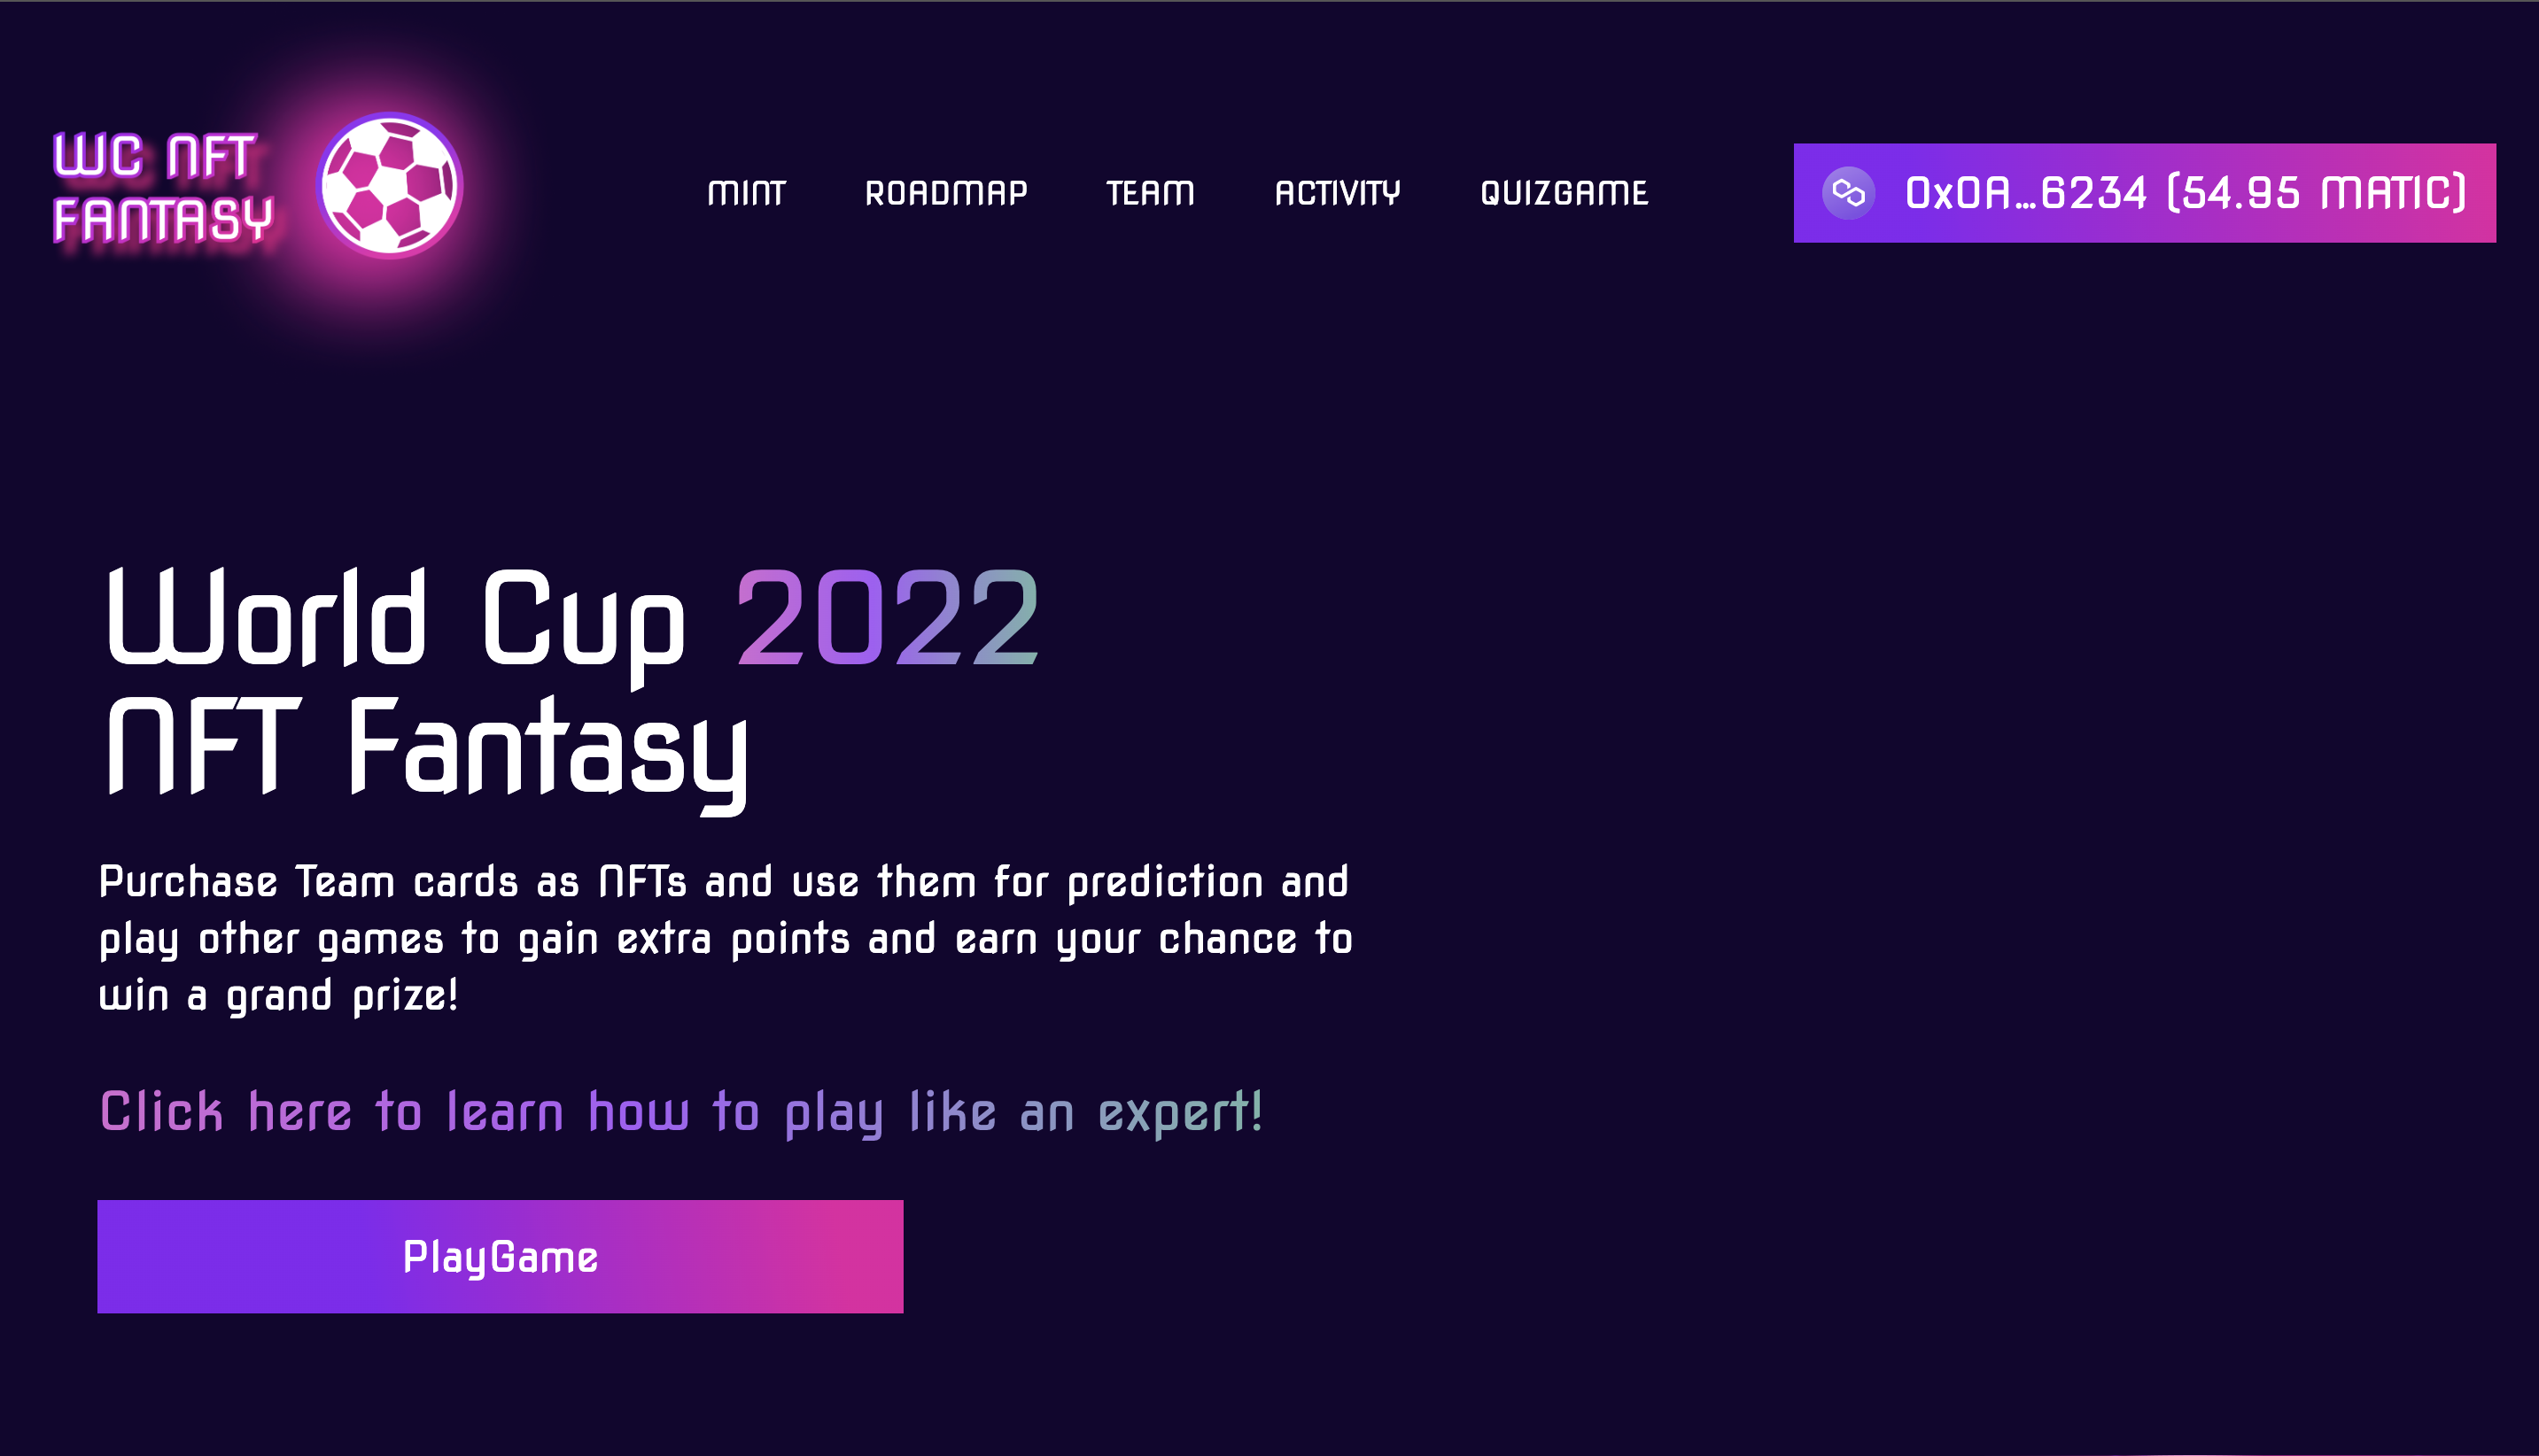 WC NFT
FANTASY
MINT
ROADMAP
TEAM
ACTIVITY
QUIZGAME
0x0A...6234 (54.95 MATIC)
World Cup 2022
NFT Fantasy
Purchase Team cards as NFTs and use them for prediction and
play other games to gain extra points and earn your chance to
win a grand prize!
Click here to learn how to play like an expert!
PlayGame